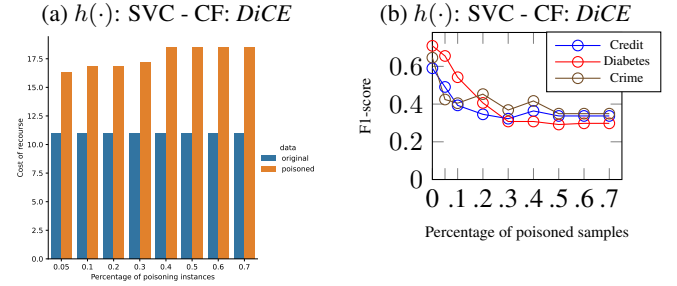 (a) h(·): SVC - CF: DiCE
17.5
15.0
12.5
10.0
7.5
5.0
2.5
0.0
Cost of recourse
0.05 0.1 0.2 0.3 0.4 0.5 0.6 0.7
Percentage of poisoning instances
data
original
poisoned
(b) h(·): SVC - CF: DiCE
Credit
Diabetes
Crime
0.6
0.4
0.2
0
F1-score
0 .1 .2 .3 .4 .5 .6 .7
Percentage of poisoned samples